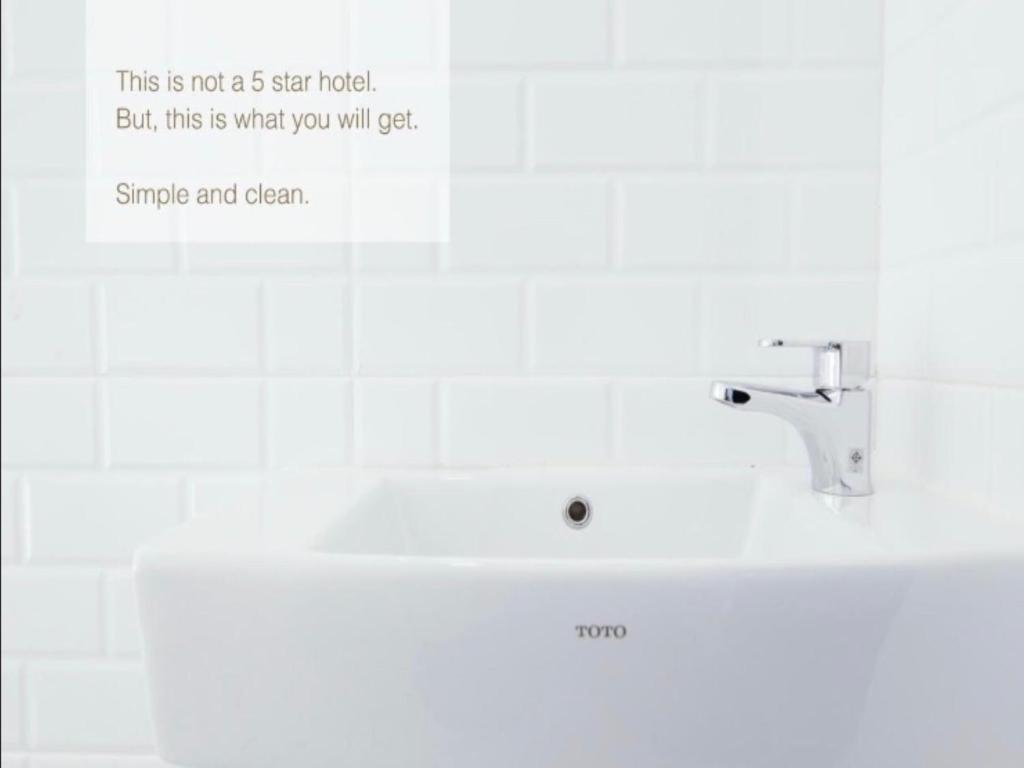 This is not a 5 star hotel.
But, this is what you will get.
Simple and clean.
TOTO